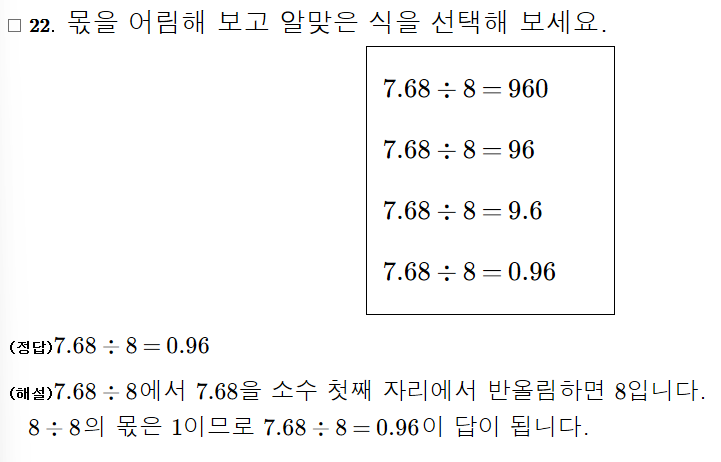 □ 22. 몫을 어림해 보고 알맞은 식을 선택해 보세요.
7.68 ÷ 8 = 960
7.68 ÷ 8 = 96
7.68 ÷ 8 = 9.6
7.68 ÷ 8 = 0.96
(정답)7.68 ÷ 8 = 0.96
(해설)7.68 ÷ 8에서 7.68을 소수 첫째 자리에서 반올림하면 8입니다.
8 ÷ 8의 몫은 1이므로 7.68 ÷ 8 = 0.96이 답이 됩니다.